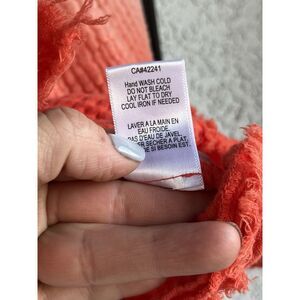 CA#42241
Hand WASH COLD
DO NOT BLEACH
LAY FLAT TO DRY
COOL IRON IF NEEDED
LAVER A LA MAIN EN
EAU FROIDE.
PAS D'EAU DE JAVEL.
SECHER A PLAT.
SI BESOIN EST.